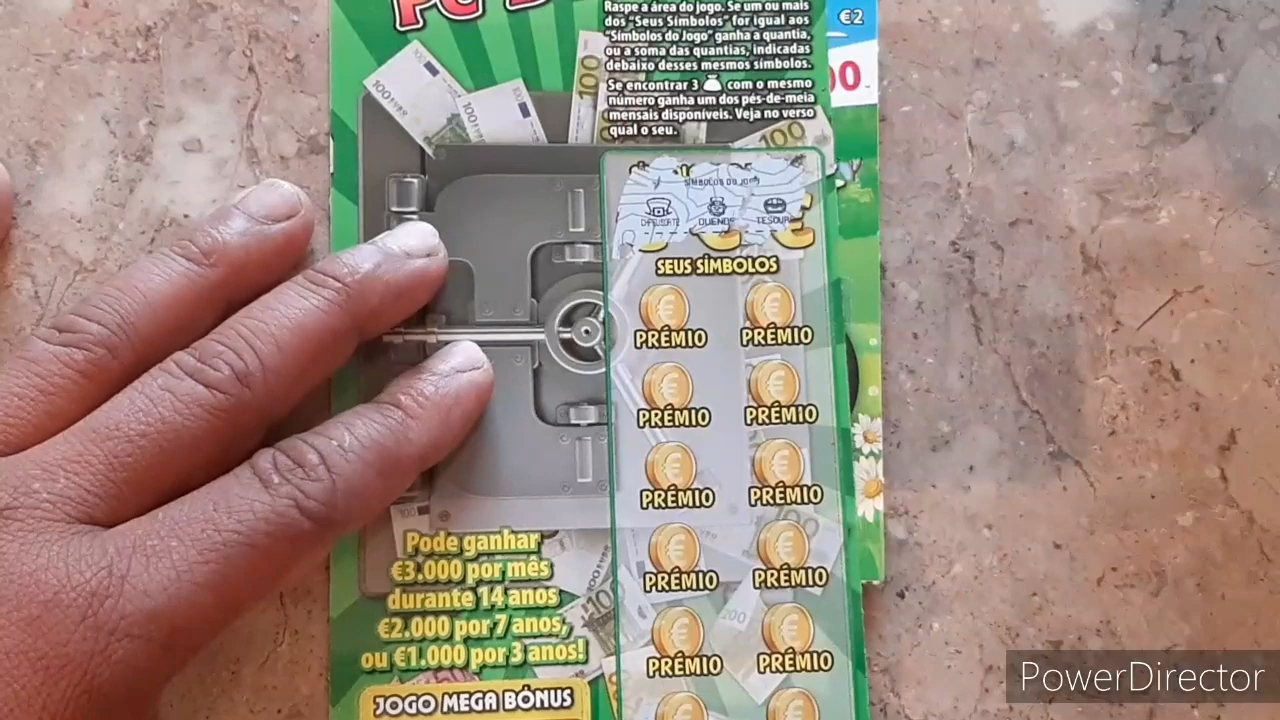 Raspe a área do jogo. Se um ou mais
dos "Seus Símbolos" for igual aos
"Símbolos do Jogo" ganha a quantia,
ou a soma das quantias, indicadas
debaixo desses mesmos símbolos.
Se encontrar 3 com o mesmo
número ganha um dos pés-de-meia
mensais disponíveis. Veja no verso
qual o seu.
€2
SÍMBOLOS DO JOGO
DUENDE TESOURO
SEUS SÍMBOLOS
PRÉMIO PRÉMIO
PRÉMIO PRÉMIO
PRÉMIO PRÉMIO
PRÉMIO PRÉMIO
PRÉMIO PRÉMIO
Pode ganhar
€3.000 por mês
durante 14 anos
€2.000 por 7 anos,
ou €1.000 por 3 anos!
JOGO MEGA BÓNUS
PowerDirector